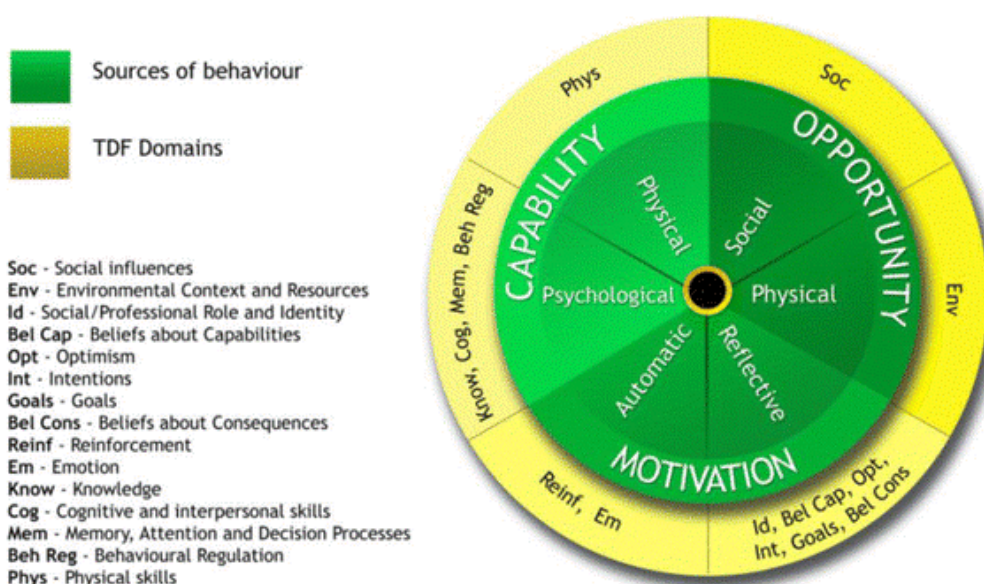 Sources of behaviour
TDF Domains
Soc - Social influences
Env - Environmental Context and Resources
Id - Social/Professional Role and Identity
Bel Cap - Beliefs about Capabilities
Opt - Optimism
Int - Intentions
Goals - Goals
Bel Cons - Beliefs about Consequences
Reinf - Reinforcement
Em - Emotion
Know - Knowledge
Cog - Cognitive and interpersonal skills
Mem - Memory, Attention and Decision Processes
Beh Reg - Behavioural Regulation
Phys - Physical skills
Phys
Soc
Env
Id, Bel Cap, Opt,
Int, Goals, Bel Cons
Reinf, Em
Know, Cog, Mem, Beh Reg
CAPABILITY
OPPORTUNITY
MOTIVATION
Physical
Social
Physical
Reflective
Automatic
Psychological